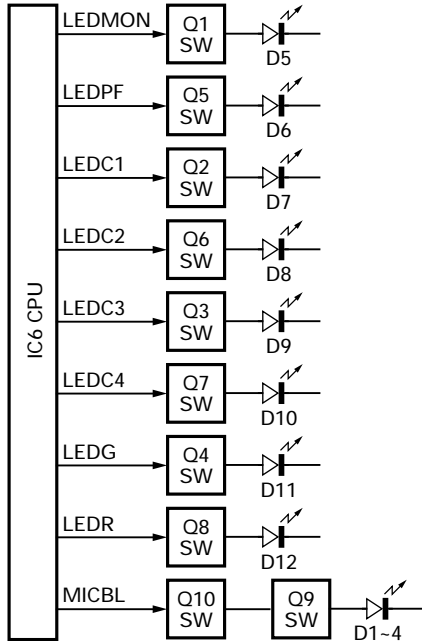 IC6 CPU
LEDMON
Q1
SW
D5
LEDPF
Q5
SW
D6
LEDC1
Q2
SW
D7
LEDC2
Q6
SW
D8
LEDC3
Q3
SW
D9
LEDC4
Q7
SW
D10
LEDG
Q4
SW
D11
LEDR
Q8
SW
D12
MICBL
Q10
SW
Q9
SW
D1~4